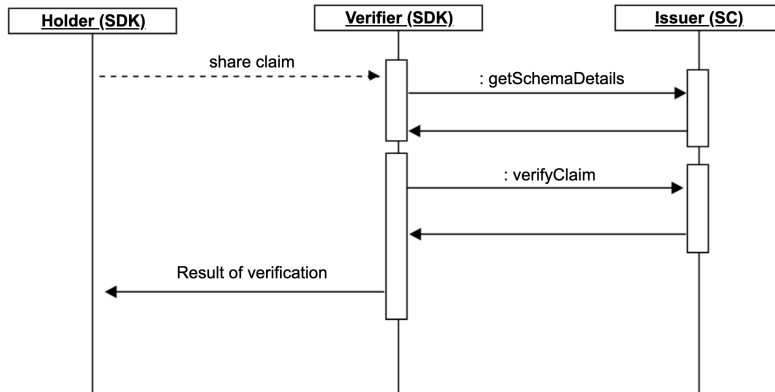 Holder (SDK)
Verifier (SDK)
Issuer (SC)
share claim
: getSchemaDetails
: verifyClaim
Result of verification